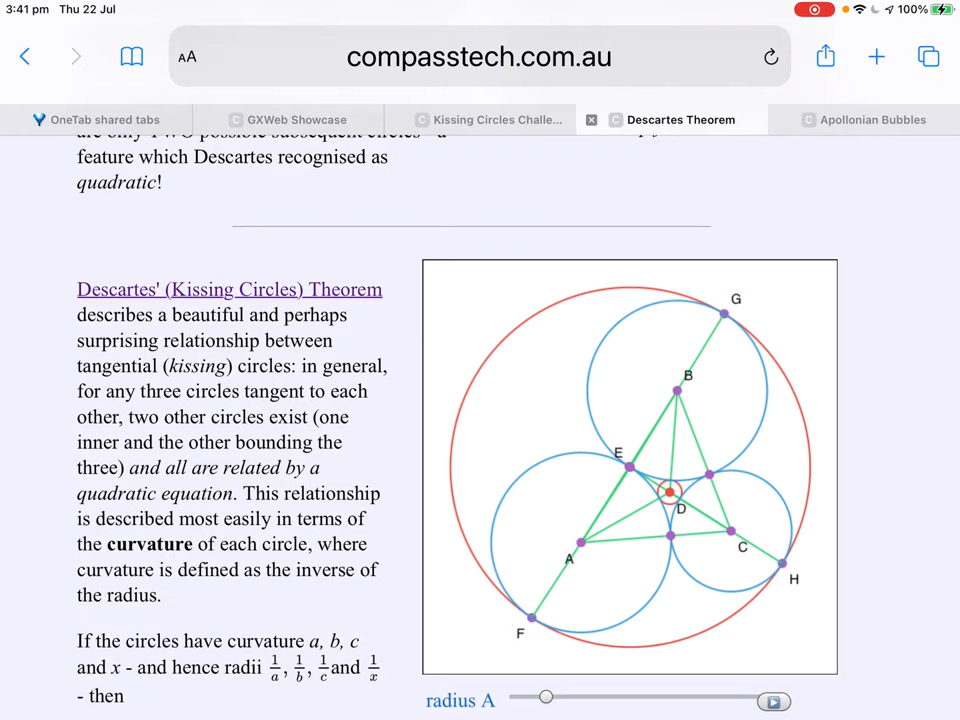 3:41 pm Thu 22 Jul
100%
AA
compasstech.com.au
OneTab shared tabs
C GXWeb Showcase
C Kissing Circles Challe...
C Descartes Theorem
C Apollonian Bubbles
feature which Descartes recognised as
quadratic!
Descartes' (Kissing Circles) Theorem
describes a beautiful and perhaps
surprising relationship between
tangential (kissing) circles: in general,
for any three circles tangent to each
other, two other circles exist (one
inner and the other bounding the
three) and all are related by a
quadratic equation. This relationship
is described most easily in terms of
the curvature of each circle, where
curvature is defined as the inverse of
the radius.
If the circles have curvature a, b, c
and x - and hence radii 1/a, 1/b, 1/c and 1/x
- then
G
B
E
D
A
C
H
F
radius A